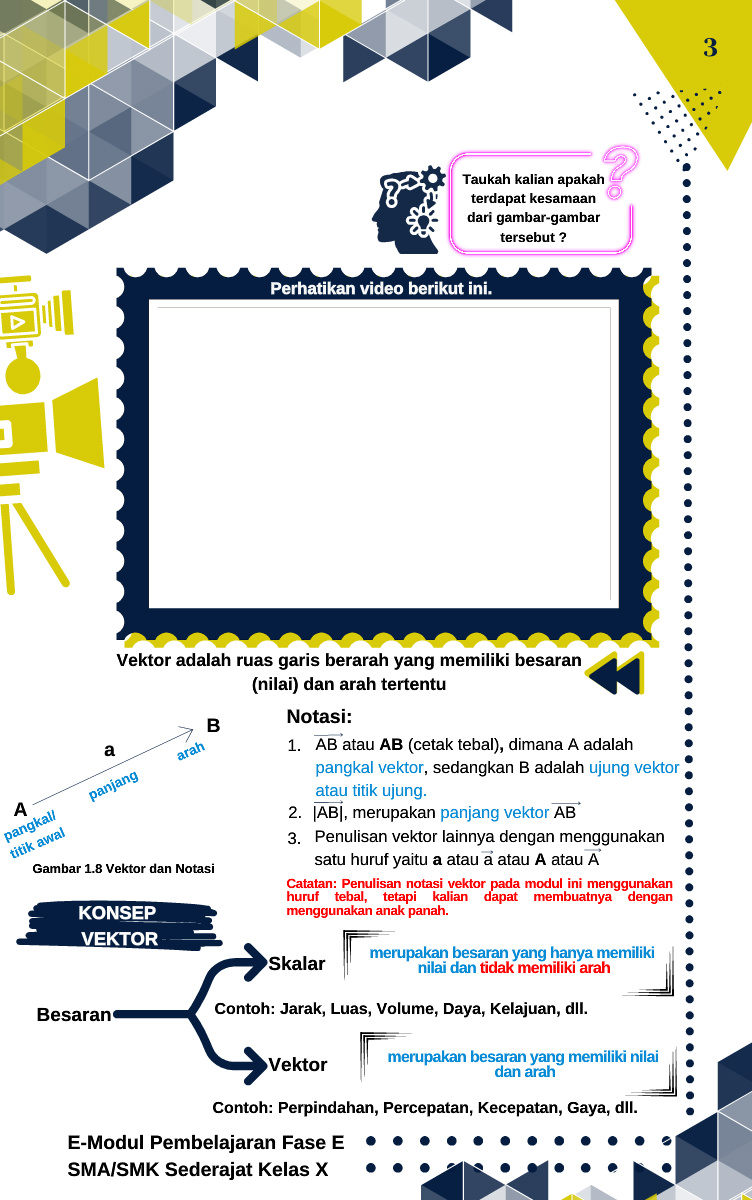 3
Taukah kalian apakah
terdapat kesamaan
dari gambar-gambar
tersebut ?
Perhatikan video berikut ini.
Vektor adalah ruas garis berarah yang memiliki besaran
(nilai) dan arah tertentu
A
a
B
pangkal/
titik awal
panjang
arah
Gambar 1.8 Vektor dan Notasi
Notasi:
1. AB atau AB (cetak tebal), dimana A adalah
pangkal vektor, sedangkan B adalah ujung vektor
atau titik ujung.
2. |AB|, merupakan panjang vektor AB
3. Penulisan vektor lainnya dengan menggunakan
satu huruf yaitu a atau a atau A atau A
Catatan: Penulisan notasi vektor pada modul ini menggunakan
huruf tebal, tetapi kalian dapat membuatnya dengan
menggunakan anak panah.
KONSEP
VEKTOR
Besaran
Skalar
merupakan besaran yang hanya memiliki
nilai dan tidak memiliki arah
Contoh: Jarak, Luas, Volume, Daya, Kelajuan, dll.
Vektor
merupakan besaran yang memiliki nilai
dan arah
Contoh: Perpindahan, Percepatan, Kecepatan, Gaya, dll.
E-Modul Pembelajaran Fase E
SMA/SMK Sederajat Kelas X